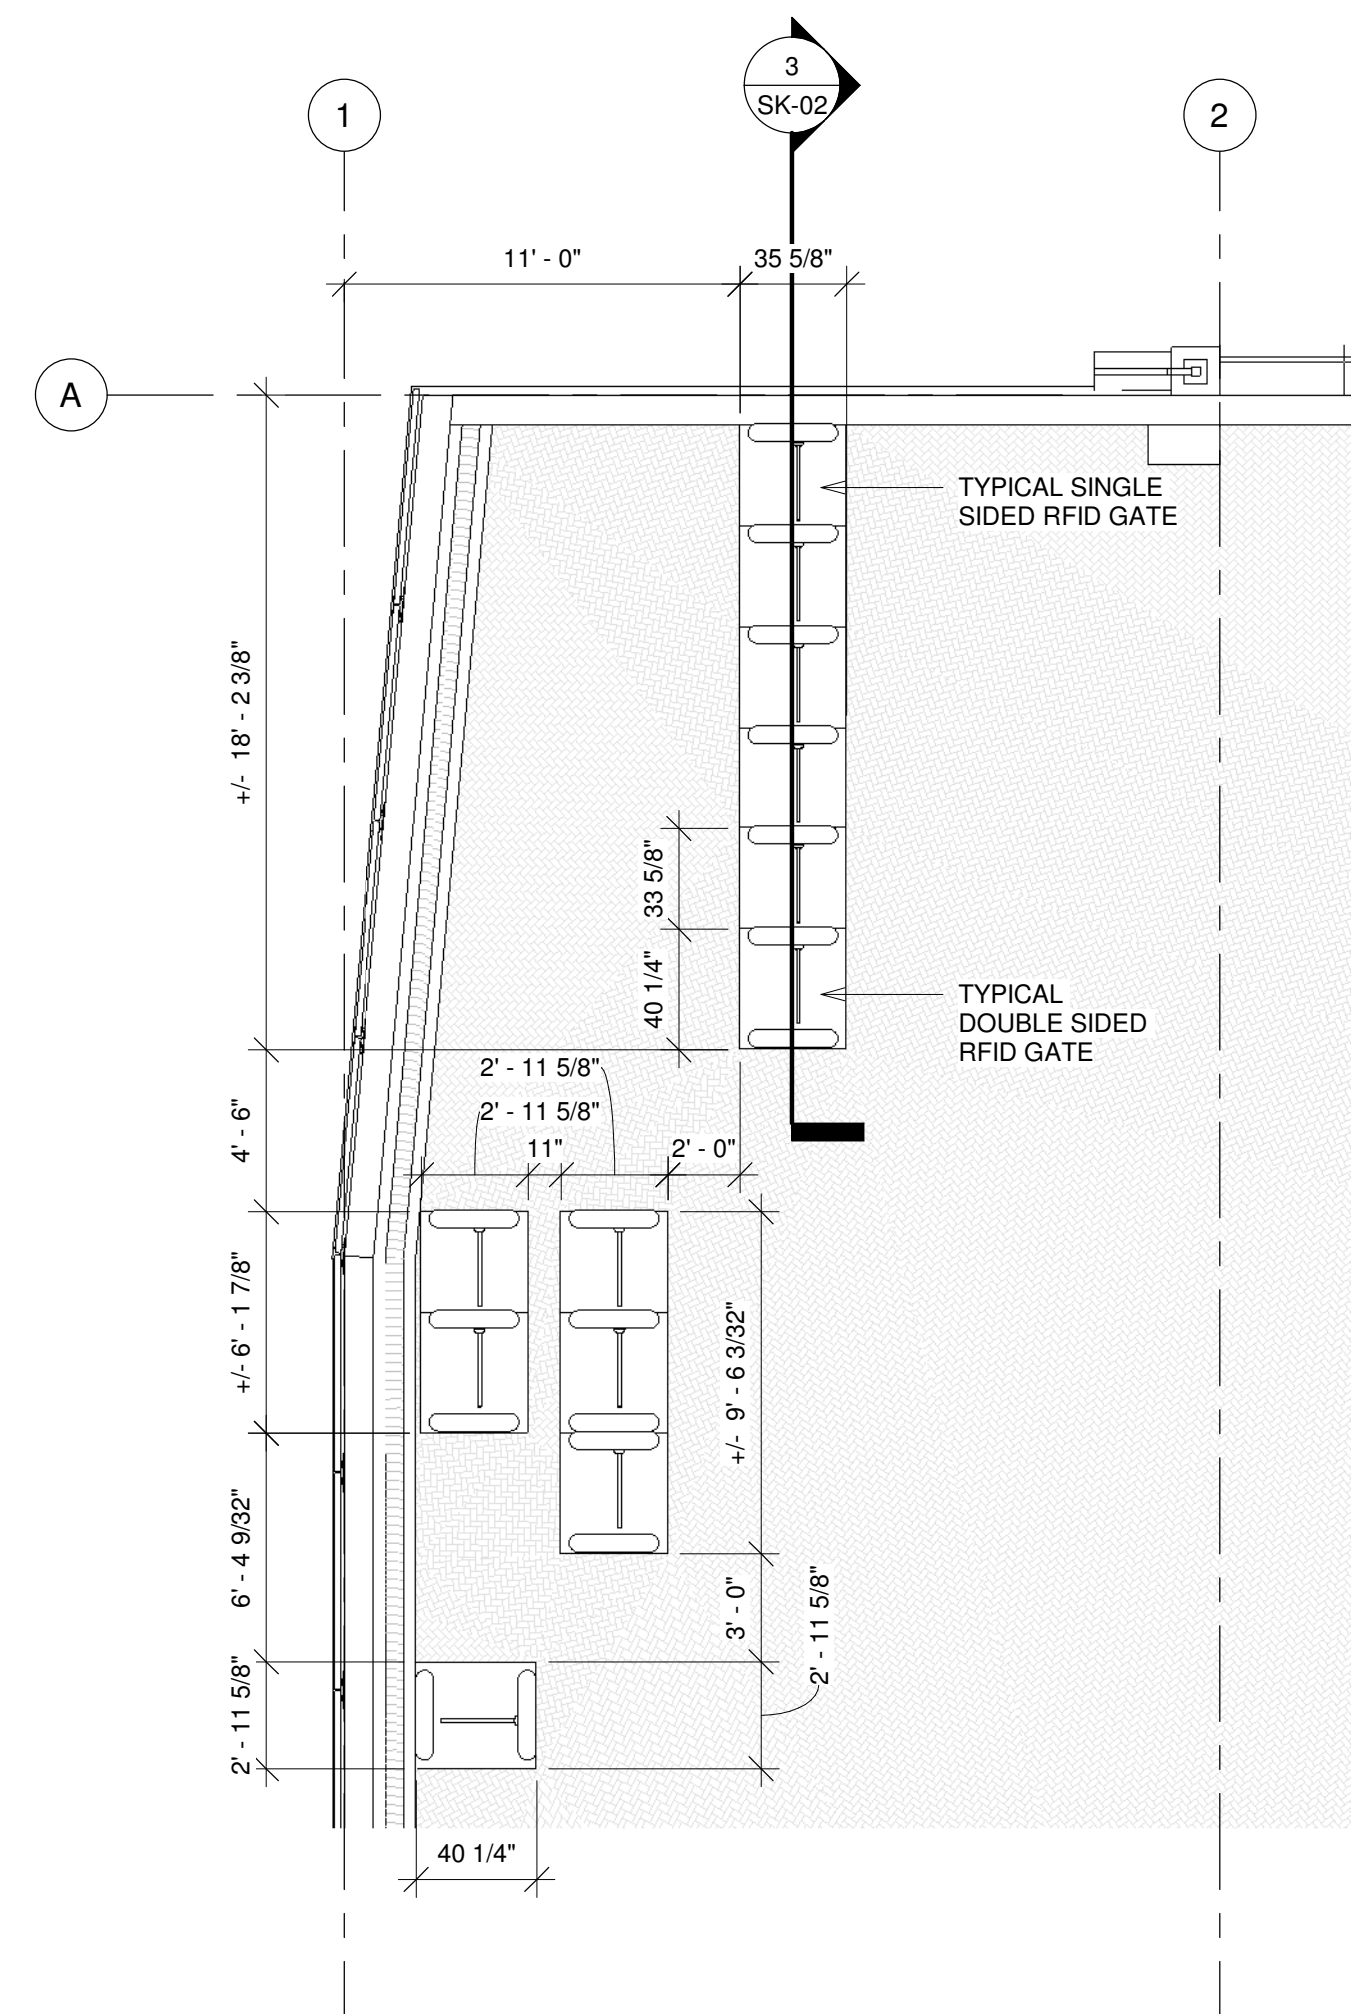 3
SK-02
1
2
11' - 0"
35 5/8"
A
TYPICAL SINGLE
SIDED RFID GATE
+/- 18' - 2 3/8"
33 5/8"
40 1/4"
TYPICAL
DOUBLE SIDED
RFID GATE
2' - 11 5/8"
2' - 11 5/8"
4' - 6"
11"
2' - 0"
+/- 6' - 1 7/8"
+/- 9' - 6 3/32"
6' - 4 9/32"
3' - 0"
2' - 11 5/8"
2' - 11 5/8"
40 1/4"